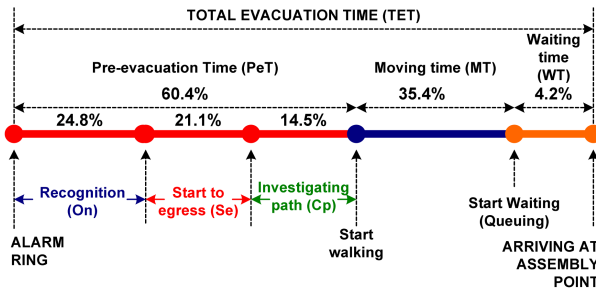 TOTAL EVACUATION TIME (TET)
Pre-evacuation Time (PeT)
Moving time (MT)
Waiting
time
(WT)
60.4%
35.4%
4.2%
24.8%
21.1%
14.5%
Recognition
(On)
Start to
egress (Se)
Investigating
path (Cp)
ALARM
RING
Start
walking
Start Waiting
(Queuing)
ARRIVING AT
ASSEMBLY
POINT